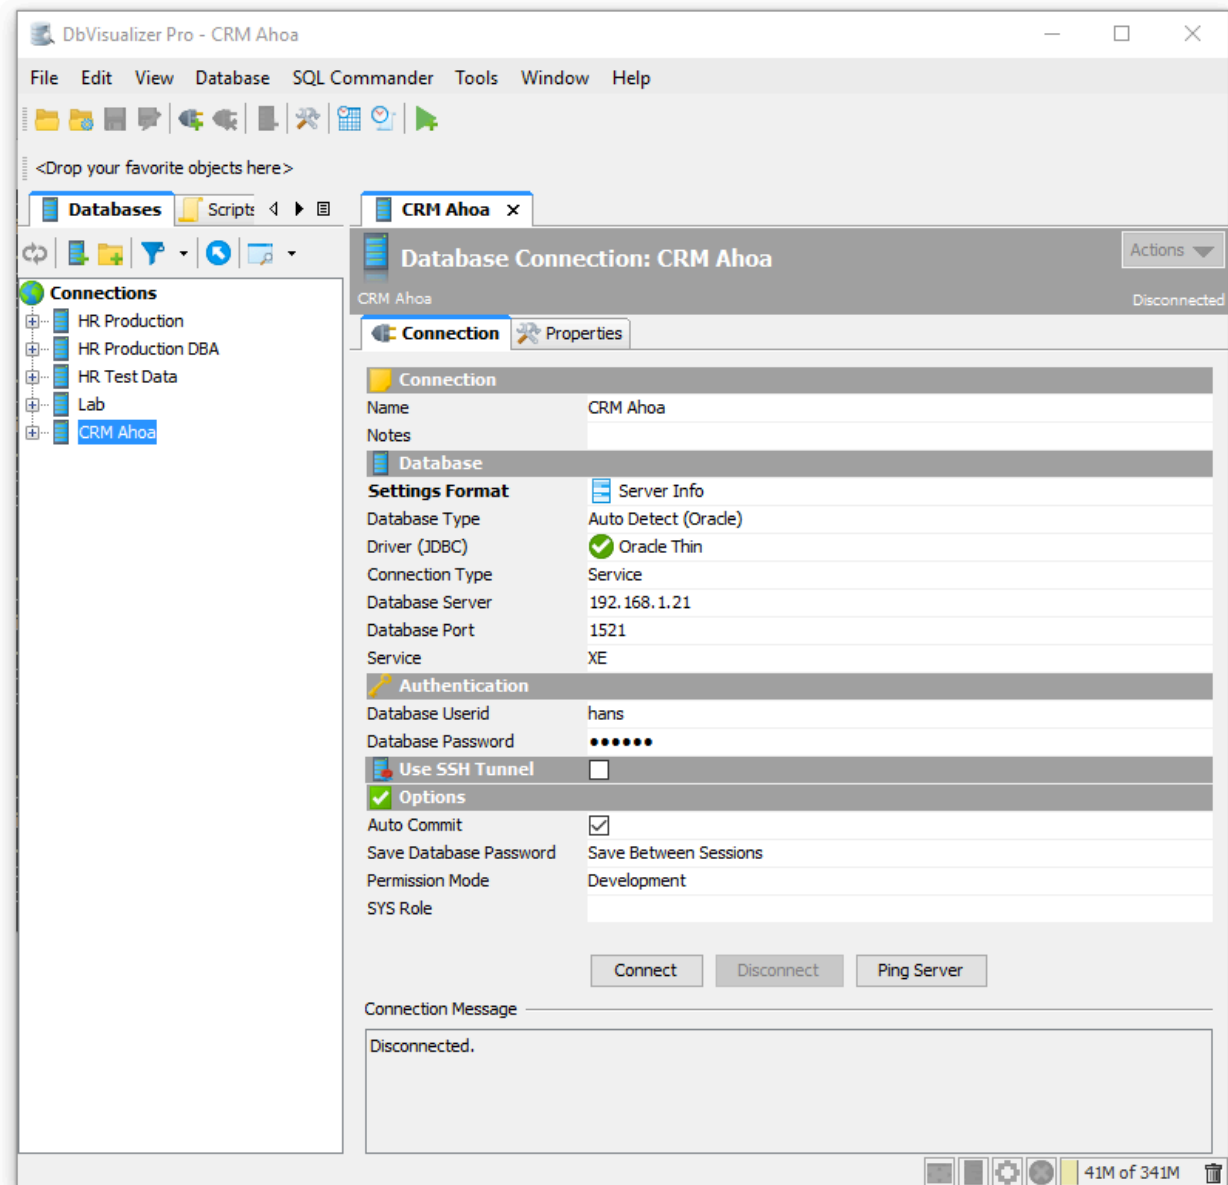 DbVisualizer Pro - CRM Ahoa
File Edit View Database SQL Commander Tools Window Help
<Drop your favorite objects here>
Databases Scripts
CRM Ahoa
Database Connection: CRM Ahoa
Actions
CRM Ahoa
Disconnected
Connections
HR Production
HR Production DBA
HR Test Data
Lab
CRM Ahoa
Connection Properties
Connection
Name CRM Ahoa
Notes
Database
Settings Format Server Info
Database Type Auto Detect (Oracle)
Driver (JDBC) Oracle Thin
Connection Type Service
Database Server 192.168.1.21
Database Port 1521
Service XE
Authentication
Database Userid hans
Database Password ●●●●●●
Use SSH Tunnel
Options
Auto Commit
Save Database Password Save Between Sessions
Permission Mode Development
SYS Role
Connect Disconnect Ping Server
Connection Message
Disconnected.
41M of 341M